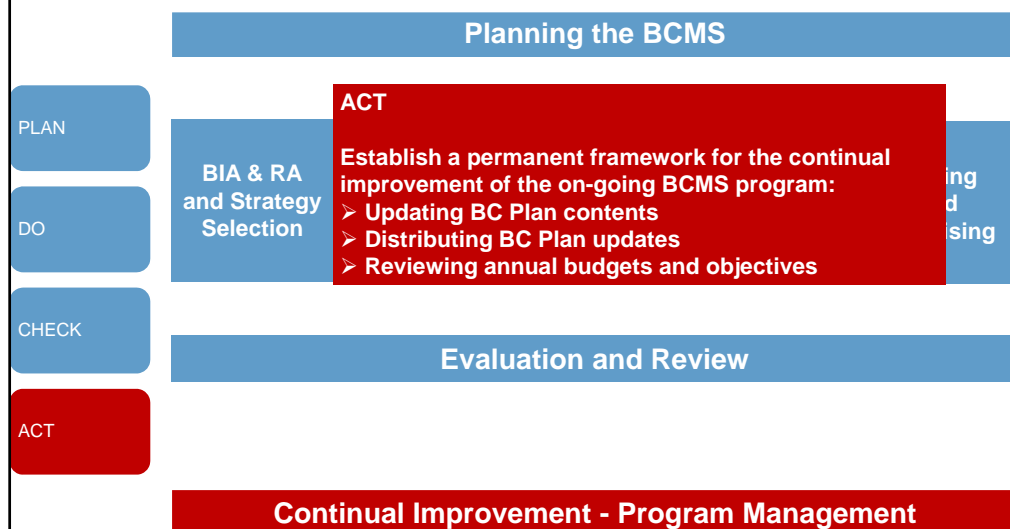 Planning the BCMS
PLAN
DO
CHECK
ACT
BIA & RA
and Strategy
Selection
ACT
Establish a permanent framework for the continual
improvement of the on-going BCMS program:
➢ Updating BC Plan contents
➢ Distributing BC Plan updates
➢ Reviewing annual budgets and objectives
Evaluation and Review
Continual Improvement - Program Management